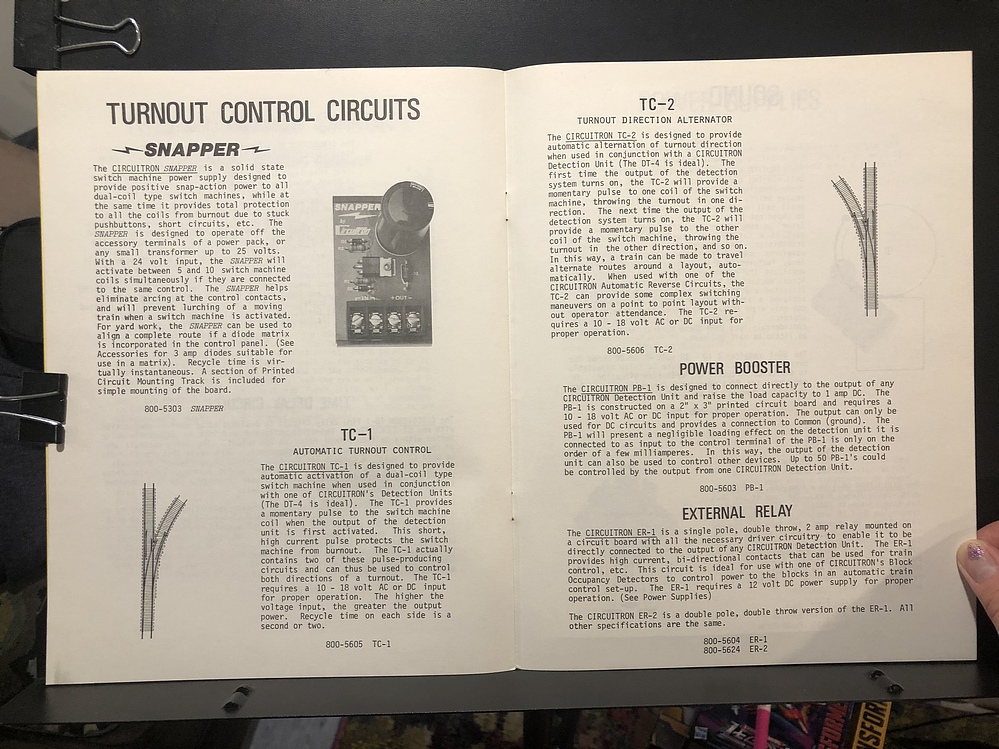 TURNOUT CONTROL CIRCUITS
SNAPPER
The CIRCUITRON SNAPPER is a solid state
switch machine power supply designed to
provide positive snap-action power to all
dual-coil type switch machines, while at
the same time it provides total protection
to all the coils from burnout due to stuck
pushbuttons, short circuits, etc. The
SNAPPER is designed to operate off the
accessory terminals of a power pack, or
any small transformer up to 25 volts.
With a 24 volt input, the SNAPPER will
activate between 5 and 10 switch machine
coils simultaneously if they are connected
to the same control. The SNAPPER helps
eliminate arcing at the control contacts,
and will prevent lurching of a moving
train when a switch machine is activated.
For yard work, the SNAPPER can be used to
align a complete route if a diode matrix
is incorporated in the control panel. (See
Accessories for 3 amp diodes suitable for
use in a matrix). Recycle time is vir-
tually instantaneous. A section of Printed
Circuit Mounting Track is included for
simple mounting of the board.
800-5303 SNAPPER
SNAPPER
+OUT-
TC-1
AUTOMATIC TURNOUT CONTROL
The CIRCUITRON TC-1 is designed to provide
automatic activation of a dual-coil type
switch machine when used in conjunction
with one of CIRCUITRON's Detection Units
(The DT-4 is ideal). The TC-1 provides
a momentary pulse to the switch machine
coil when the output of the detection
unit is first activated. This short,
high current pulse protects the switch
machine from burnout. The TC-1 actually
contains two of these pulse-producing
circuits and can thus be used to control
both directions of a turnout. The TC-1
requires a 10 - 18 volt AC or DC input
for proper operation. The higher the
voltage input, the greater the output
power. Recycle time on each side is a
second or two.
800-5605 TC-1
TC-2
TURNOUT DIRECTION ALTERNATOR
The CIRCUITRON TC-2 is designed to provide
automatic alternation of turnout direction
when used in conjunction with a CIRCUITRON
Detection Unit (The DT-4 is ideal). The
first time the output of the detection
system turns on, the TC-2 will provide a
momentary pulse to one coil of the switch
machine, throwing the turnout in one di-
rection. The next time the output of the
detection system turns on, the TC-2 will
provide a momentary pulse to the other
coil of the switch machine, throwing the
turnout in the other direction, and so on.
In this way, a train can be made to travel
alternate routes around a layout, auto-
matically. When used with one of the
CIRCUITRON Automatic Reverse Circuits, the
TC-2 can provide some complex switching
maneuvers on a point to point layout with-
out operator attendance. The TC-2 re-
quires a 10 - 18 volt AC or DC input for
proper operation.
800-5606 TC-2
POWER BOOSTER
The CIRCUITRON PB-1 is designed to connect directly to the output of any
CIRCUITRON Detection Unit and raise the load capacity to 1 amp DC. The
PB-1 is constructed on a 2" x 3" printed circuit board and requires a
10 - 18 volt AC or DC input for proper operation. The output can only be
used for DC circuits and provides a connection to Common (ground). The
PB-1 will present a negligible loading effect on the detection unit it is
connected to as input to the control terminal of the PB-1 is only on the
order of a few milliamperes. In this way, the output of the detection
unit can also be used to control other devices. Up to 50 PB-1's could
be controlled by the output from one CIRCUITRON Detection Unit.
800-5603 PB-1
EXTERNAL RELAY
The CIRCUITRON ER-1 is a single pole, double throw, 2 amp relay mounted on
a circuit board with all the necessary driver circuitry to enable it to be
directly connected to the output of any CIRCUITRON Detection Unit. The ER-1
provides high current, bi-directional contacts that can be used for train
control, etc. This circuit is ideal for use with one of CIRCUITRON's Block
Occupancy Detectors to control power to the blocks in an automatic train
control set-up. The ER-1 requires a 12 volt DC power supply for proper
operation. (See Power Supplies)
The CIRCUITRON ER-2 is a double pole, double throw version of the ER-1. All
other specifications are the same.
800-5604 ER-1
800-5624 ER-2